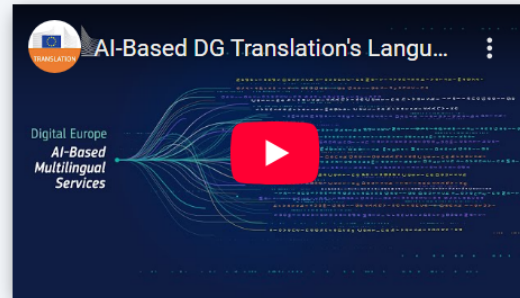 AI-Based DG Translation's Langu...
TRANSLATION
Digital Europe
AI-Based
Multilingual
Services